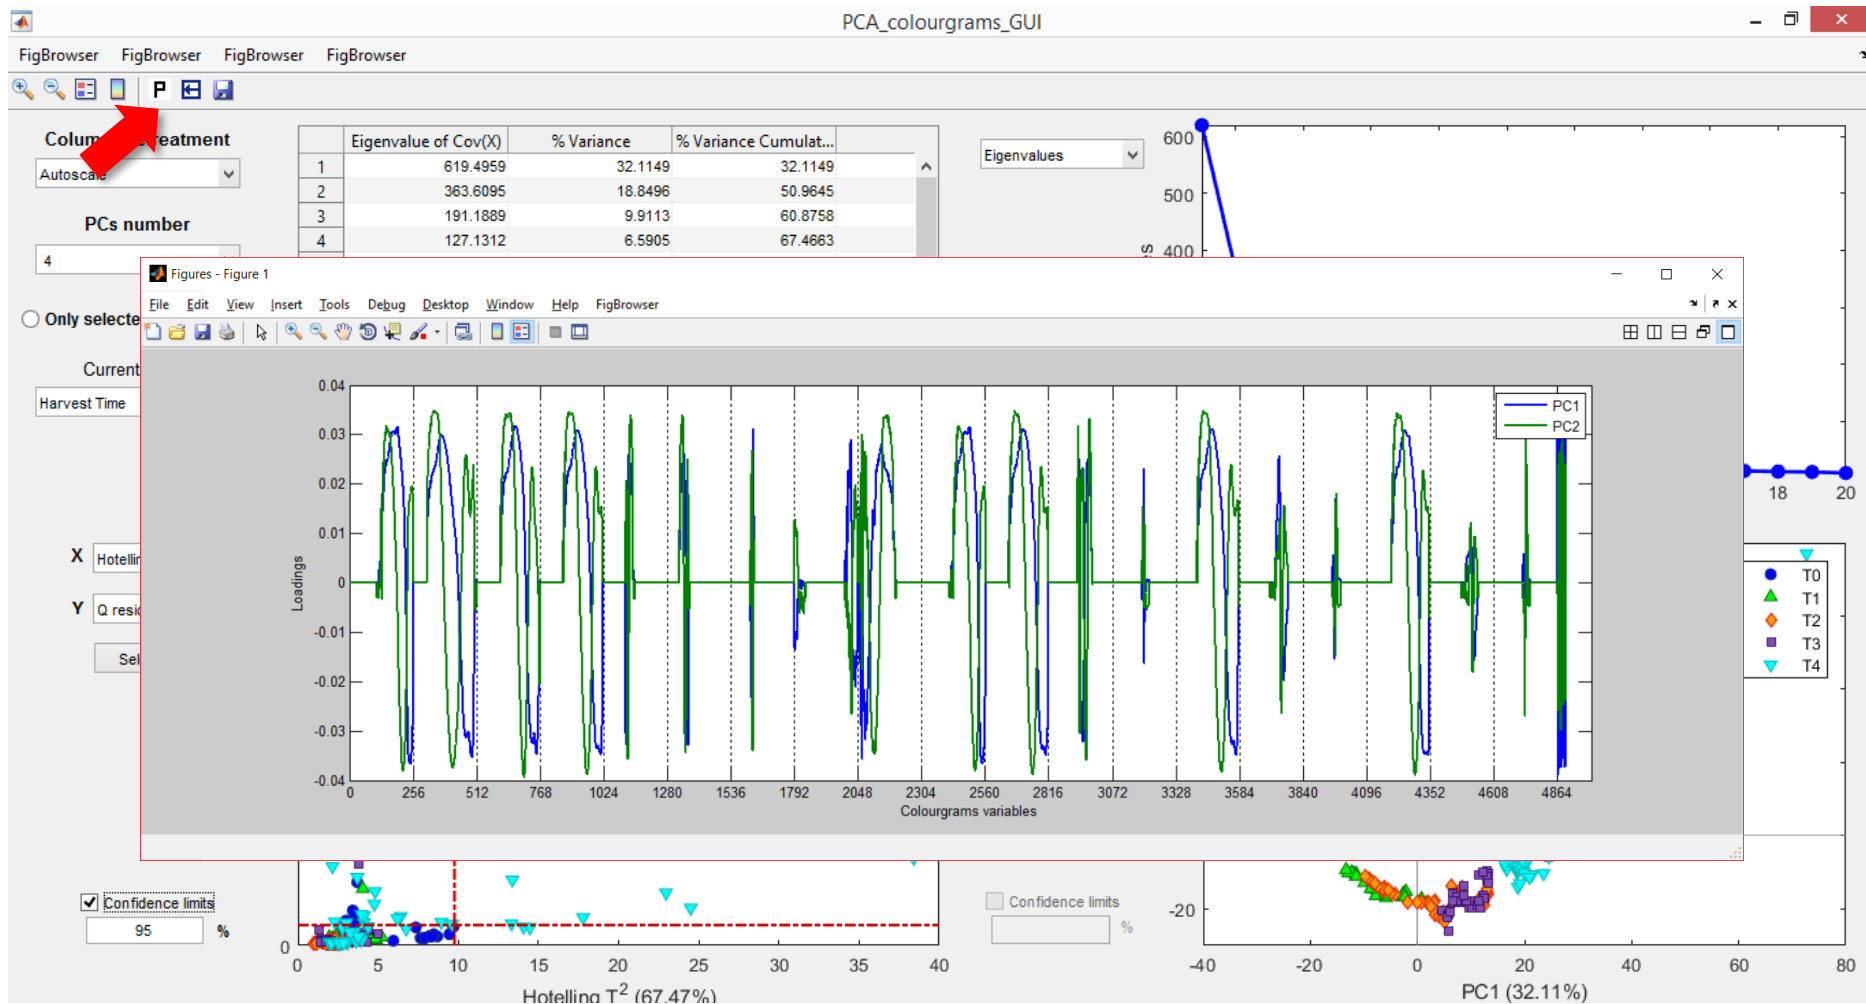 PCA_colourgrams_GUI
FigBrowser FigBrowser FigBrowser FigBrowser
P
Eigenvalue of Cov(X) % Variance % Variance Cumulat...
1 619.4959 32.1149 32.1149
2 363.6095 18.8496 50.9645
3 191.1889 9.9113 60.8758
4 127.1312 6.5905 67.4663
Autoscale
PCs number
4
Only selecte
Current
Harvest Time
X Hotellin
Y Q resid
Sel
Confidence limits
95 %
Eigenvalues
600
500
400
18 20
Figures - Figure 1
File Edit View Insert Tools Debug Desktop Window Help FigBrowser
0.04
0.03
0.02
0.01
0
-0.01
-0.02
-0.03
-0.04
Loadings
0 256 512 768 1024 1280 1536 1792 2048 2304 2560 2816 3072 3328 3584 3840 4096 4352 4608 4864
Colourgrams variables
PC1
PC2
T0
T1
T2
T3
T4
0
0 5 10 15 20 25 30 35 40
Hotelling T² (67.47%)
Confidence limits
%
-20
-40 -20 0 20 40 60 80
PC1 (32.11%)